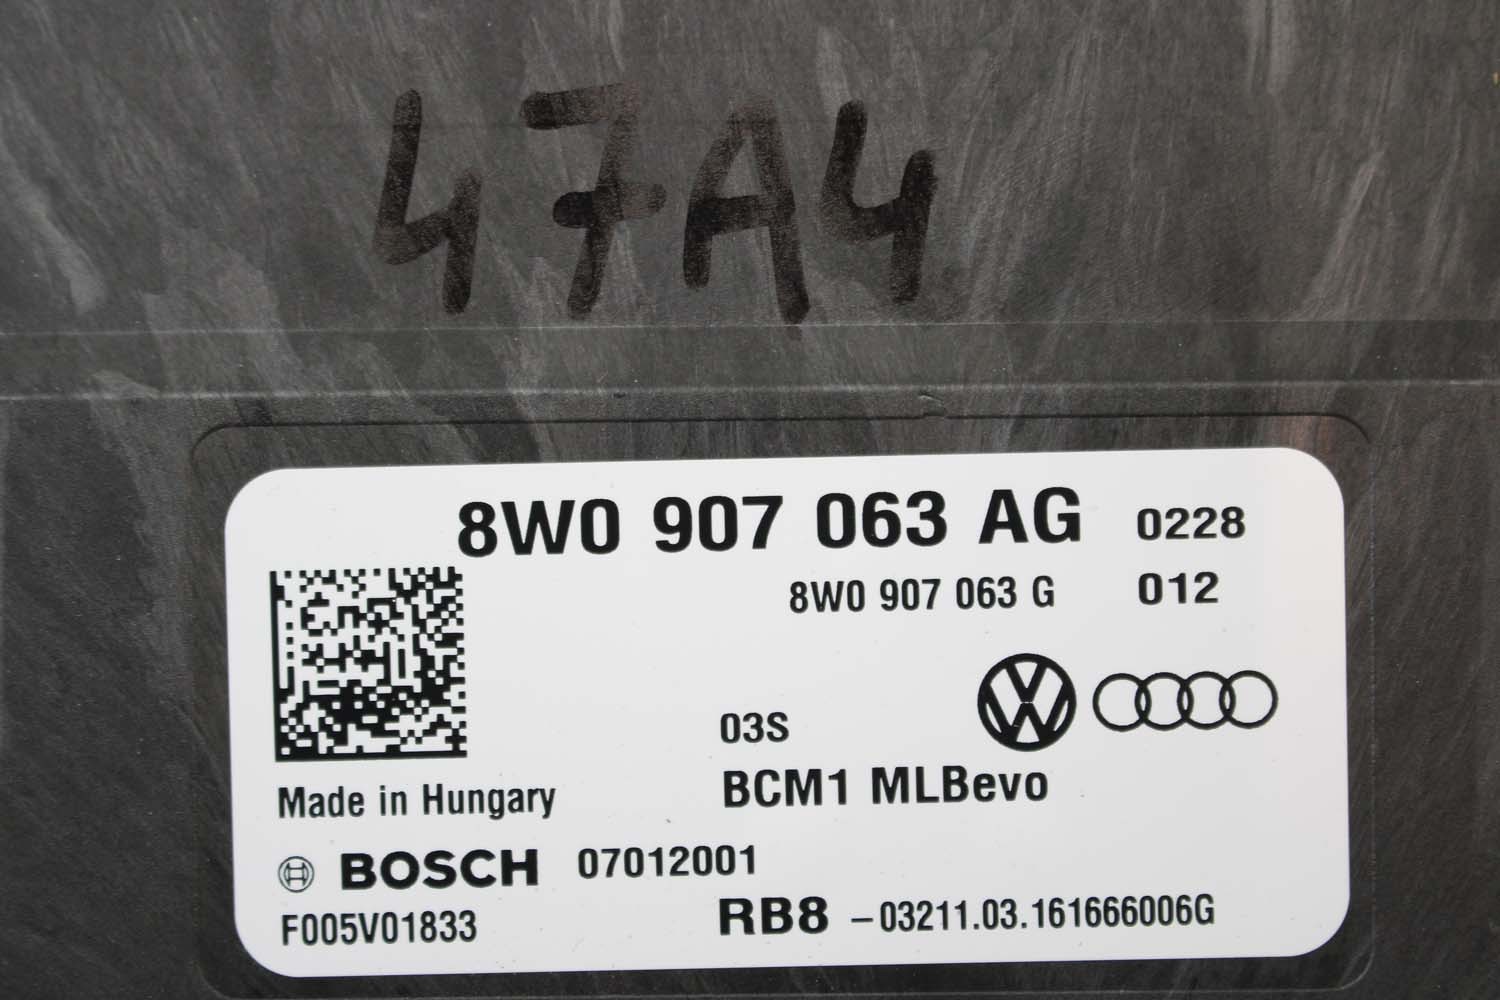 47A4
8W0 907 063 AG 0228
8W0 907 063 G 012
03S
BCM1 MLBevo
Made in Hungary
BOSCH 07012001
F005V01833
RB8 -03211.03.161666006G